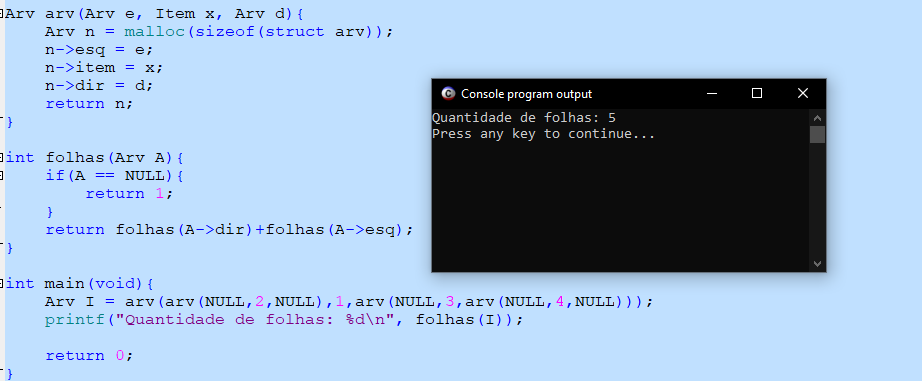 Arv arv(Arv e, Item x, Arv d){
    Arv n = malloc(sizeof(struct arv));
    n->esq = e;
    n->item = x;
    n->dir = d;
    return n;
}
int folhas(Arv A){
    if(A == NULL){
        return 1;
    }
    return folhas(A->dir)+folhas(A->esq);
}
int main(void){
    Arv I = arv(arv(NULL,2,NULL),1,arv(NULL,3,arv(NULL,4,NULL)));
    printf("Quantidade de folhas: %d\n", folhas(I));
    return 0;
}
Console program output
Quantidade de folhas: 5
Press any key to continue...